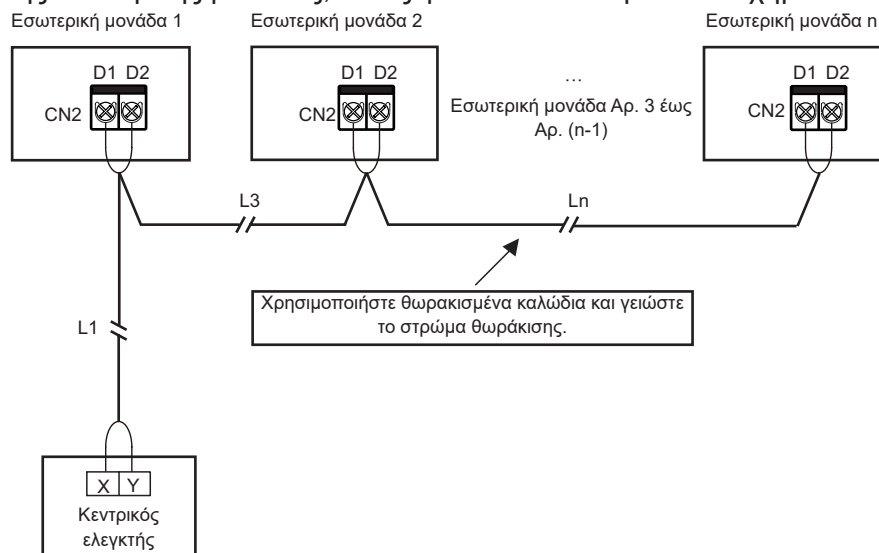 Εσωτερική μονάδα 1
Εσωτερική μονάδα 2
Εσωτερική μονάδα n
D1 D2
CN2
D1 D2
CN2
...
Εσωτερική μονάδα Αρ. 3 έως
Αρ. (n-1)
D1 D2
CN2
L3
Ln
Χρησιμοποιήστε θωρακισμένα καλώδια και γειώστε
το στρώμα θωράκισης.
L1
X Y
Κεντρικός
ελεγκτής